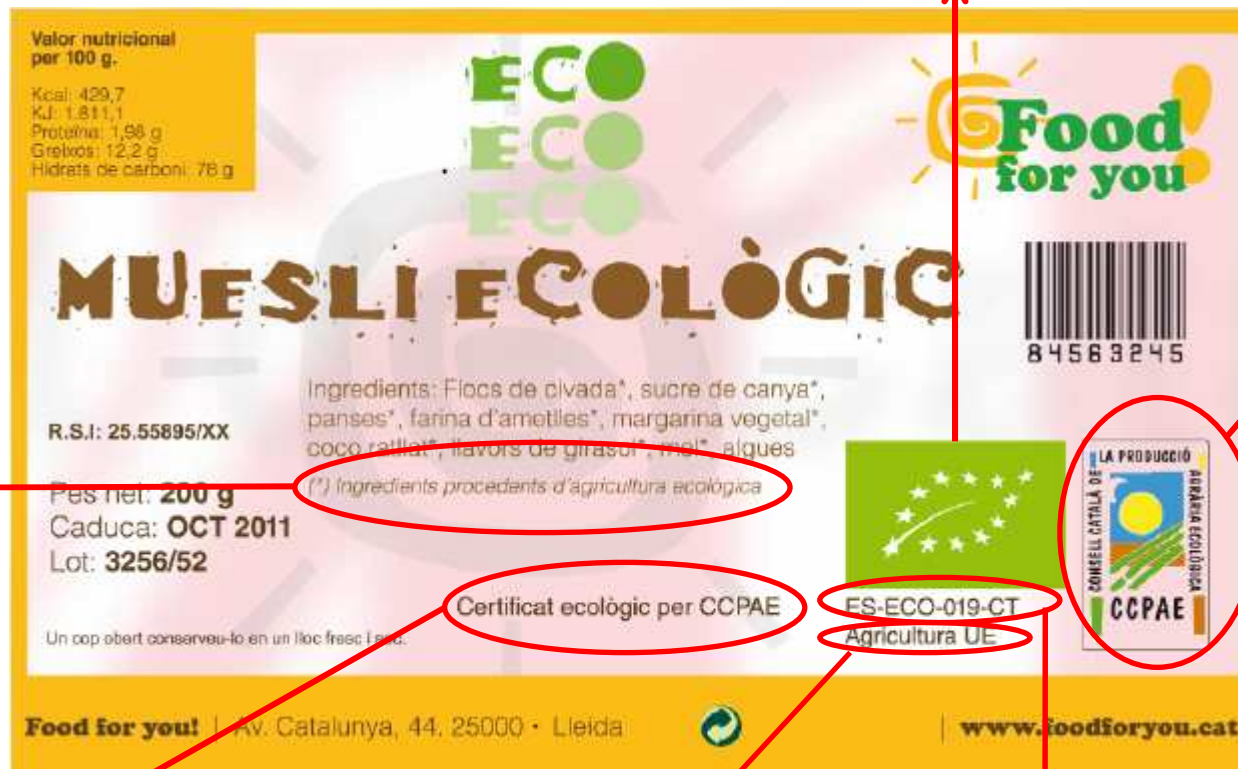 Valor nutricional
per 100 g.
Kcal: 429,7
KJ: 1.811,1
Proteïna: 1,98 g
Greixos: 12,2 g
Hidrats de carboni: 78 g
ECO
ECO
ECO
Food
for you!
MUESLI ECOLÒGIC
84563245
Ingredients: Flocs de civada*, sucre de canya*,
panses*, farina d'ametlles*, margarina vegetal*,
coco ratllat*, llavors de girasol*, mel*, algues
(*) Ingredients procedents d'agricultura ecològica
R.S.I: 25.55895/XX
Pes net: 200 g
Caduca: OCT 2011
Lot: 3256/52
Certificat ecològic per CCPAE
ES-ECO-019-CT
Agricultura UE
CONSELL CATALÀ DE
LA PRODUCCIÓ
AGRÀRIA ECOLÒGICA
CCPAE
Un cop obert conserveu-lo en un lloc fresc i sec.
Food for you! | Av. Catalunya, 44. 25000 · Lleida
| www.foodforyou.cat